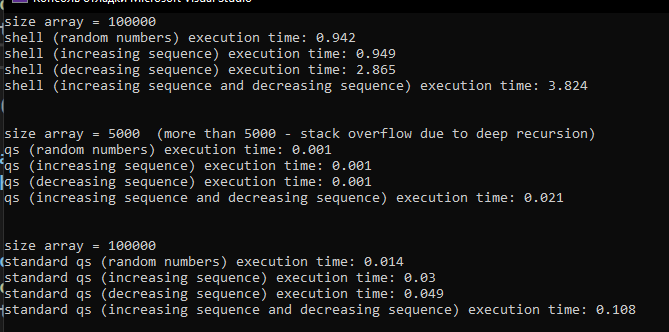 Консоль отладки Microsoft Visual Studio
size array = 100000
shell (random numbers) execution time: 0.942
shell (increasing sequence) execution time: 0.949
shell (decreasing sequence) execution time: 2.865
shell (increasing sequence and decreasing sequence) execution time: 3.824
size array = 5000  (more than 5000 - stack overflow due to deep recursion)
qs (random numbers) execution time: 0.001
qs (increasing sequence) execution time: 0.001
qs (decreasing sequence) execution time: 0.001
qs (increasing sequence and decreasing sequence) execution time: 0.021
size array = 100000
standard qs (random numbers) execution time: 0.014
standard qs (increasing sequence) execution time: 0.03
standard qs (decreasing sequence) execution time: 0.049
standard qs (increasing sequence and decreasing sequence) execution time: 0.108